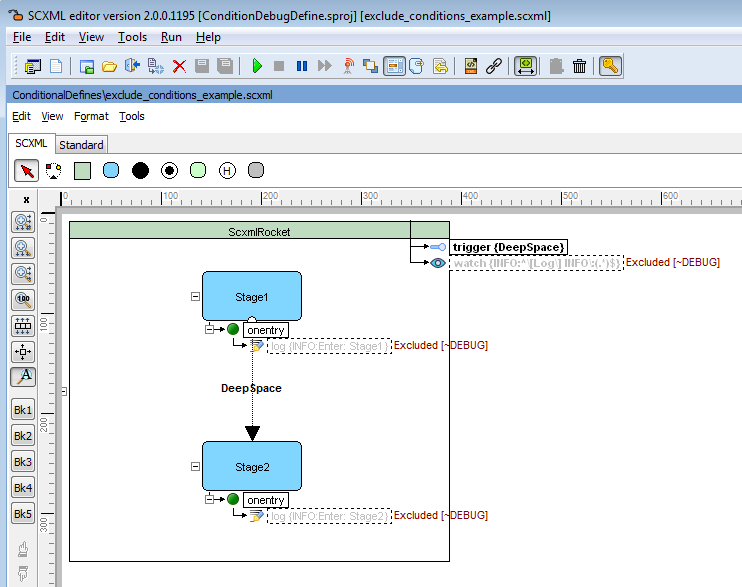 SCXML editor version 2.0.0.1195 [ConditionDebugDefine.sproj] [exclude_conditions_example.scxml]
File Edit View Tools Run Help
ConditionalDefines\exclude_conditions_example.scxml
Edit View Format Tools
SCXML Standard
H
x
0 100 200 300 400 500 600
ScxmlRocket
trigger {DeepSpace}
watch {INFO:^\[Log\] INFO\:(.*)$} Excluded [~DEBUG]
0
Stage1
100
100
onentry
log {INFO:Enter: Stage1} Excluded [~DEBUG]
A
DeepSpace
Bk1
200
Bk2
Bk3
Stage2
Bk4
onentry
Bk5
log {INFO:Enter: Stage2} Excluded [~DEBUG]
300